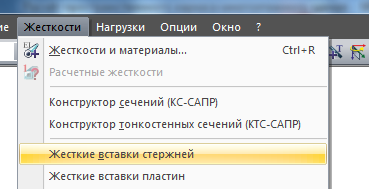 Жесткости Нагрузки Опции Окно ?
Жесткости и материалы... Ctrl+R
Расчетные жесткости
Конструктор сечений (КС-САПР)
Конструктор тонкостенных сечений (КТС-САПР)
Жесткие вставки стержней
Жесткие вставки пластин